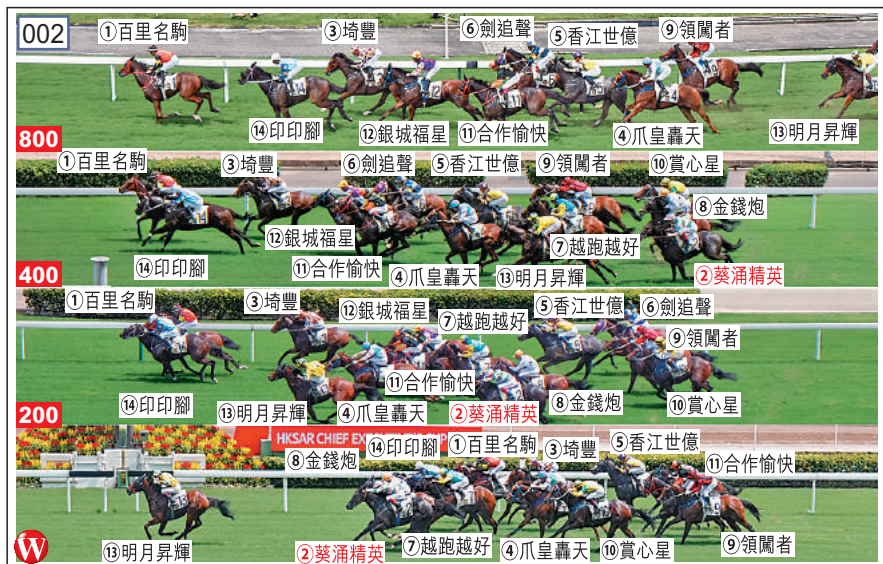 002
①百里名駒
③埼豐
⑥劍追聲
⑤香江世億
⑨領闖者
⑭印印腳
⑫銀城福星
⑪合作愉快
④爪皇轟天
⑬明月昇輝
800
①百里名駒
③埼豐
⑥劍追聲
⑤香江世億
⑨領闖者
⑩賞心星
⑧金錢炮
⑫銀城福星
⑦越跑越好
⑭印印腳
⑪合作愉快
④爪皇轟天
⑬明月昇輝
②葵涌精英
400
①百里名駒
③埼豐
⑫銀城福星
⑦越跑越好
⑤香江世億
⑥劍追聲
⑨領闖者
⑪合作愉快
⑭印印腳
⑬明月昇輝
④爪皇轟天
②葵涌精英
⑧金錢炮
⑩賞心星
200
HKSAR CHIEF EX
⑧金錢炮
⑭印印腳
①百里名駒
③埼豐
⑤香江世億
⑪合作愉快
⑬明月昇輝
②葵涌精英
⑦越跑越好
④爪皇轟天
⑩賞心星
⑨領闖者
W